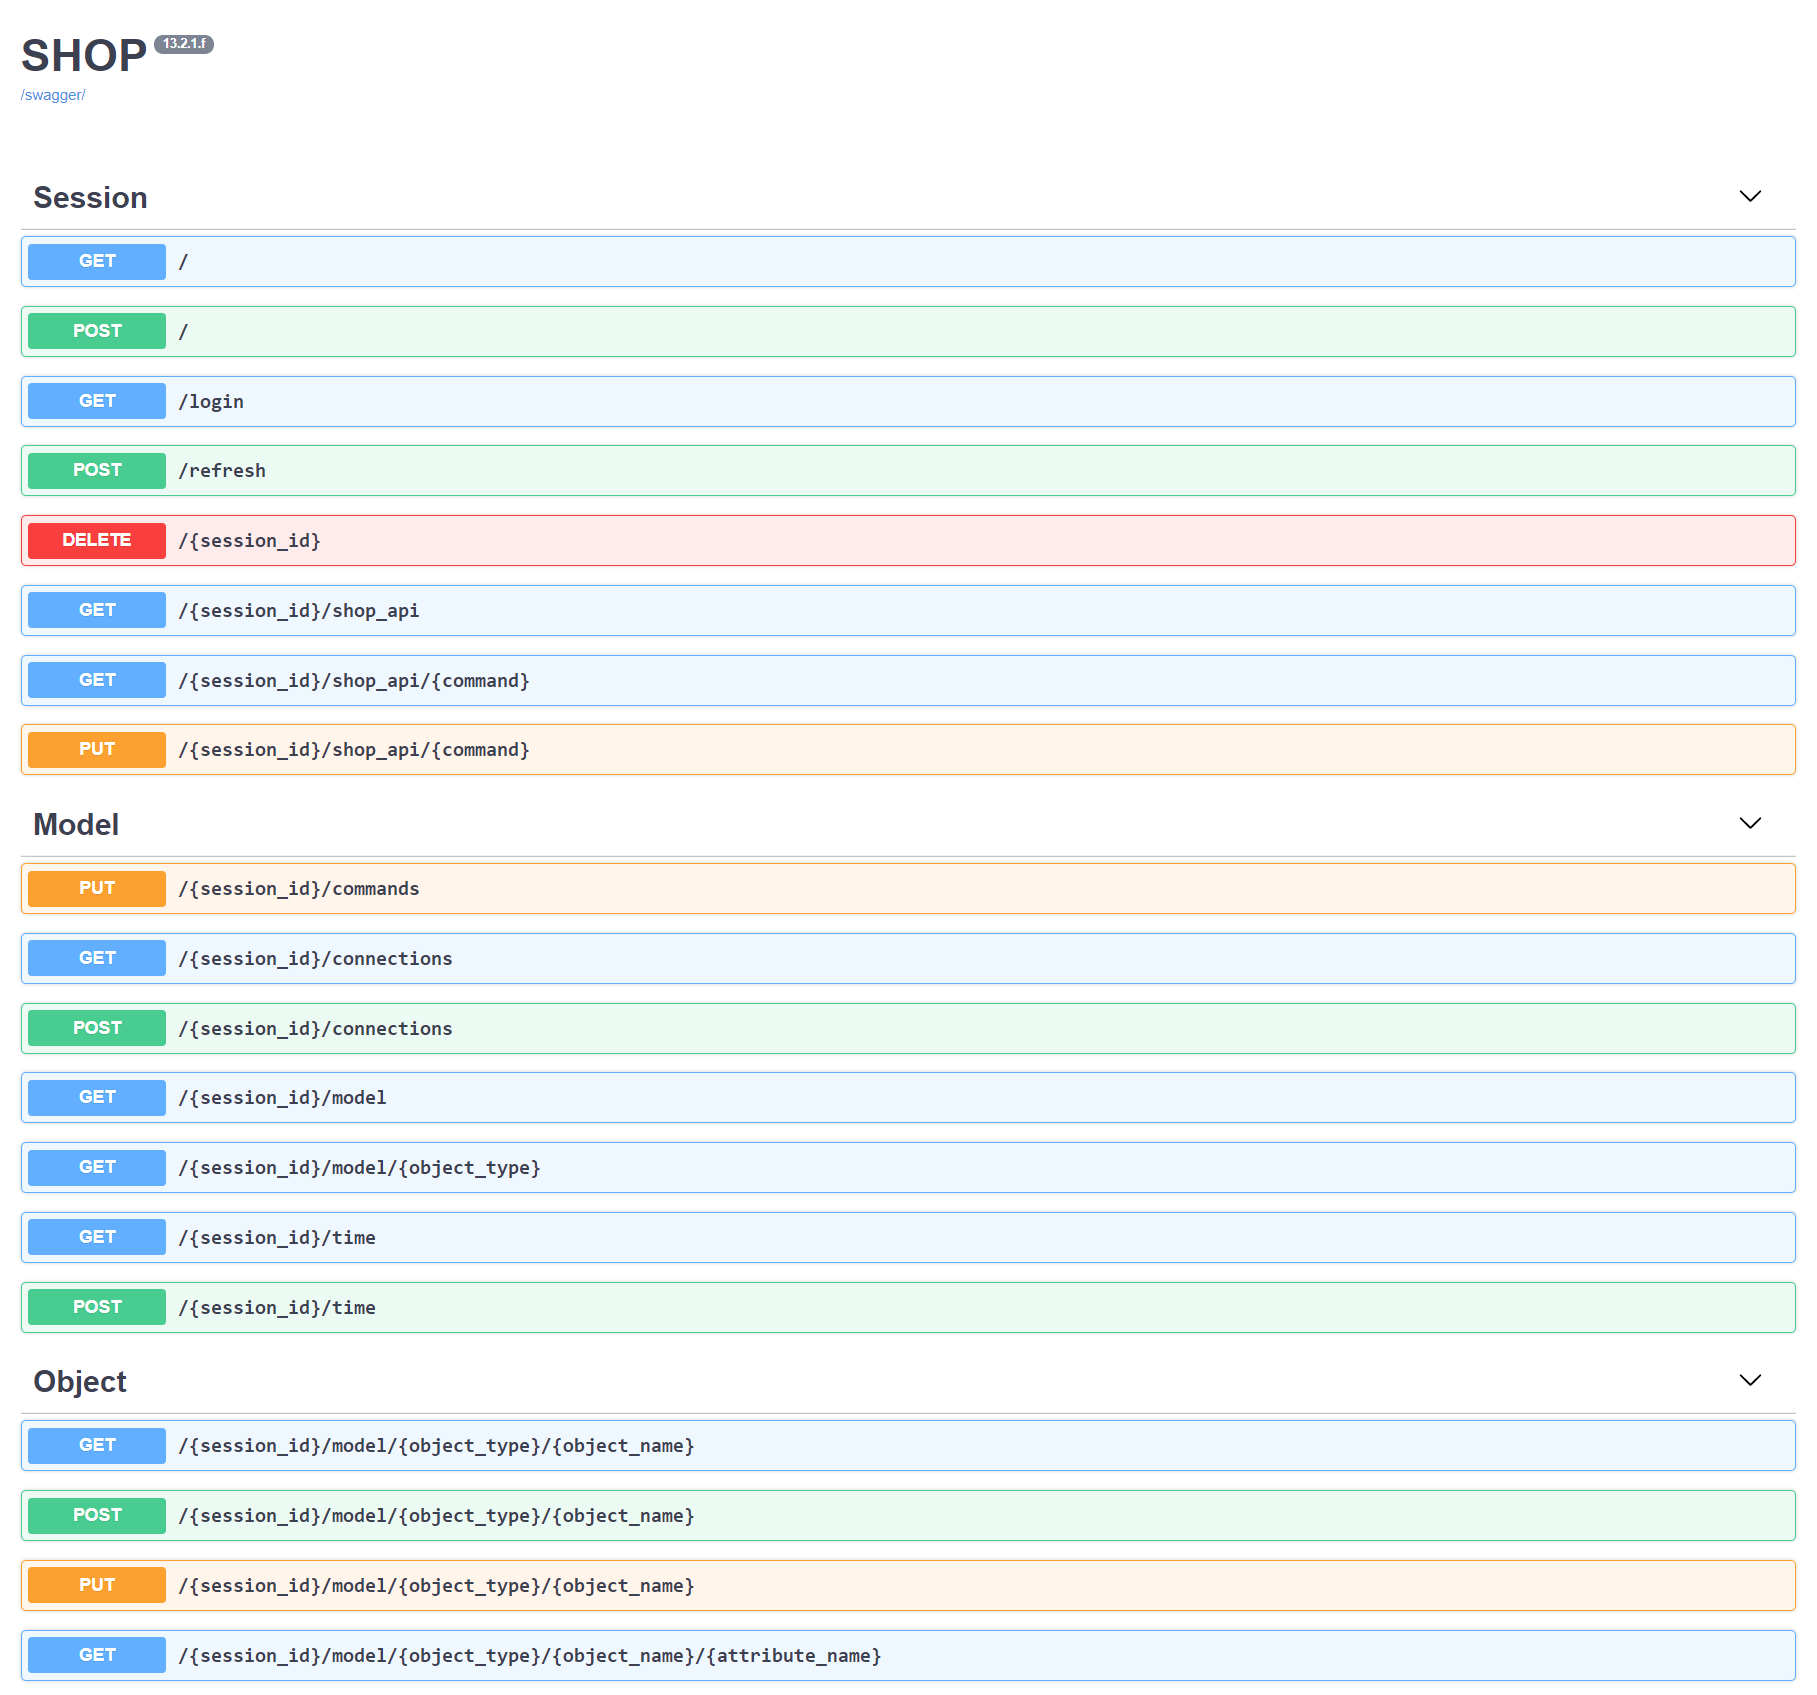 SHOP 13.2.1.f
/swagger/
Session
GET /
POST /
GET /login
POST /refresh
DELETE /{session_id}
GET /{session_id}/shop_api
GET /{session_id}/shop_api/{command}
PUT /{session_id}/shop_api/{command}
Model
PUT /{session_id}/commands
GET /{session_id}/connections
POST /{session_id}/connections
GET /{session_id}/model
GET /{session_id}/model/{object_type}
GET /{session_id}/time
POST /{session_id}/time
Object
GET /{session_id}/model/{object_type}/{object_name}
POST /{session_id}/model/{object_type}/{object_name}
PUT /{session_id}/model/{object_type}/{object_name}
GET /{session_id}/model/{object_type}/{object_name}/{attribute_name}